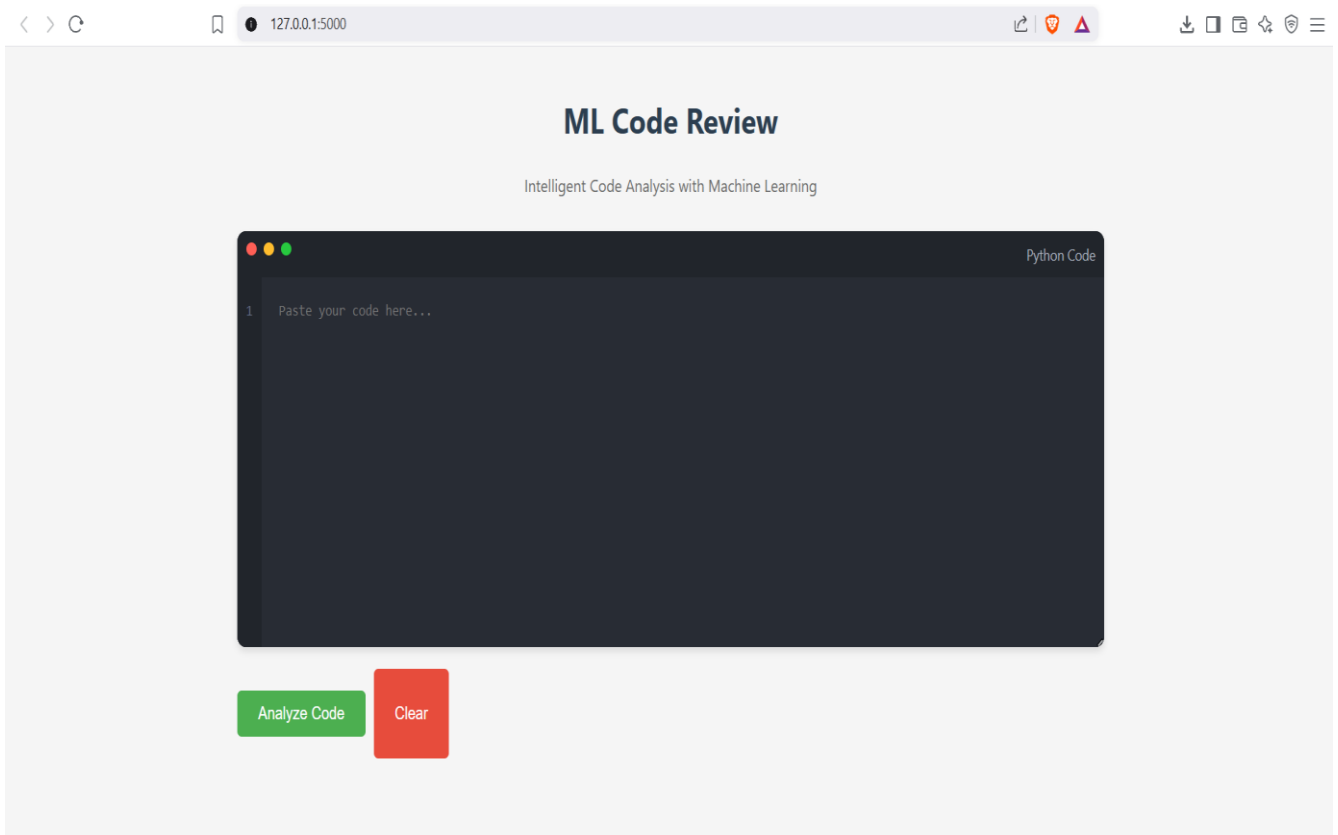 127.0.0.1:5000
ML Code Review
Intelligent Code Analysis with Machine Learning
Python Code
1 Paste your code here...
Analyze Code Clear